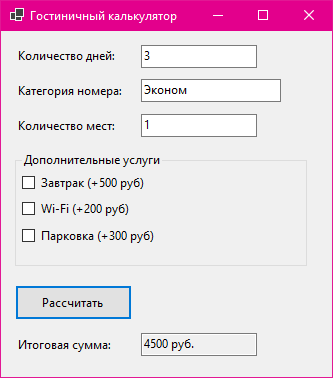 Гостиничный калькулятор
Количество дней: 3
Категория номера: Эконом
Количество мест: 1
Дополнительные услуги
Завтрак (+500 руб)
Wi-Fi (+200 руб)
Парковка (+300 руб)
Рассчитать
Итоговая сумма: 4500 руб.